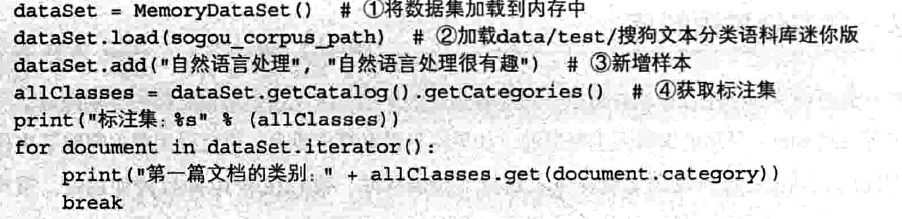 dataSet = MemoryDataSet()  # ①将数据集加载到内存中
dataSet.load(sogou_corpus_path)  # ②加载data/test/搜狗文本分类语料库迷你版
dataSet.add("自然语言处理", "自然语言处理很有趣")  # ③新增样本
allClasses = dataSet.getCatalog().getCategories()  # ④获取标注集
print("标注集：%s" % (allClasses))
for document in dataSet.iterator():
    print("第一篇文档的类别：" + allClasses.get(document.category))
    break